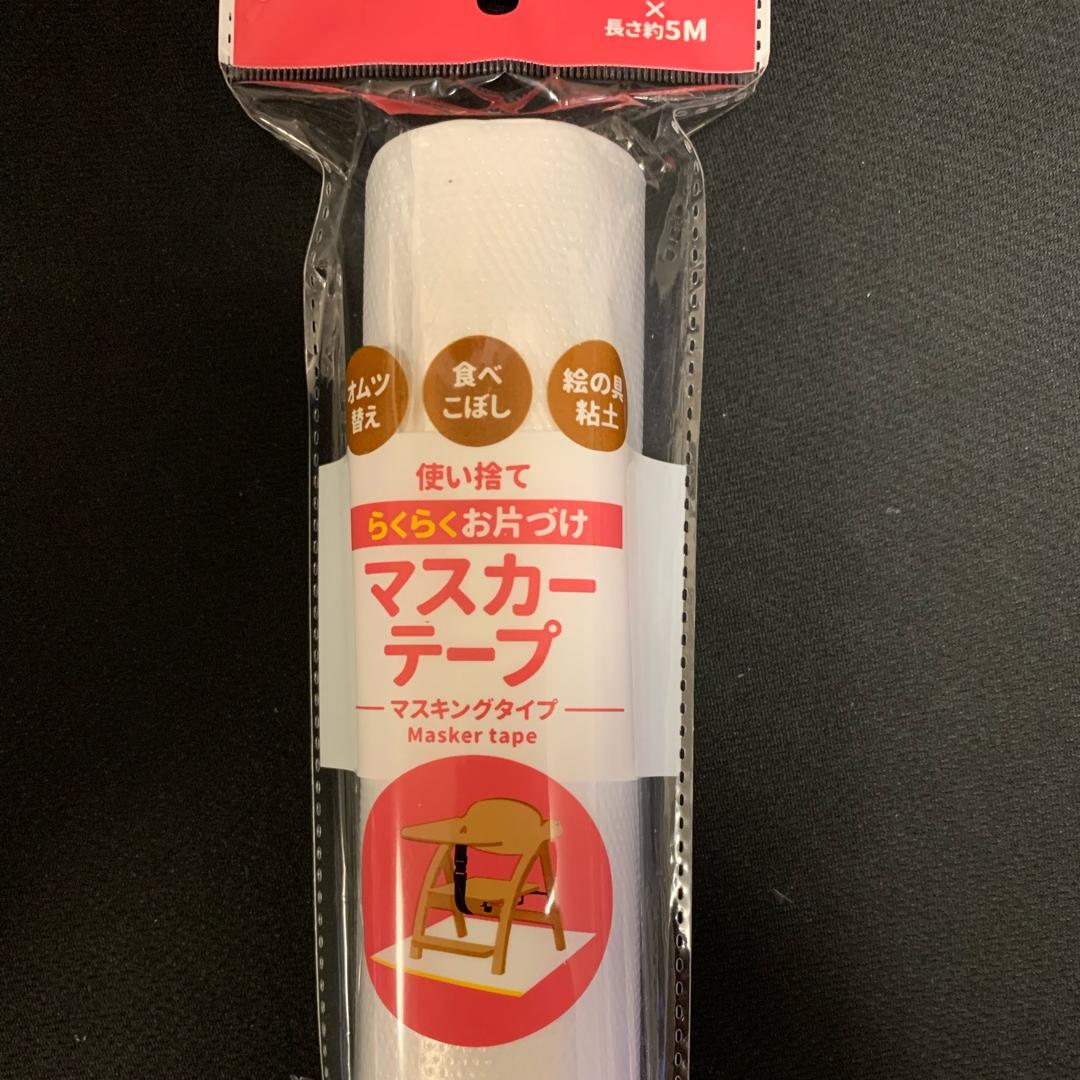 ×
長さ約5M
オムツ
替え
食べ
こぼし
絵の具
粘土
使い捨て
らくらくお片づけ
マスカー
テープ
マスキングタイプ
Masker tape